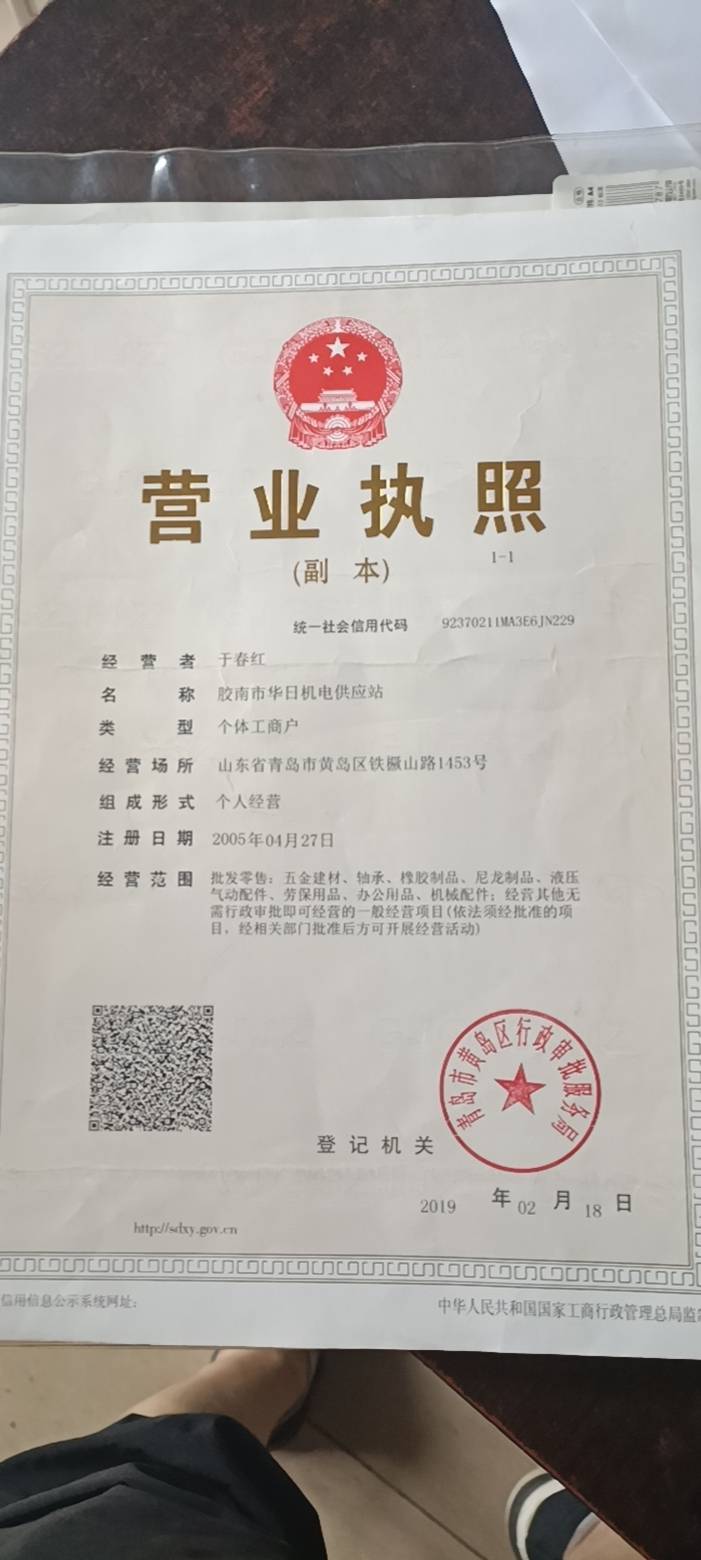 营业执照
(副 本)
1-1
统一社会信用代码 92370211MA3E6JN229
经营者 于春红
名称 胶南市华日机电供应站
类型 个体工商户
经营场所 山东省青岛市黄岛区铁橛山路1453号
组成形式 个人经营
注册日期 2005年04月27日
经营范围 批发零售：五金建材、轴承、橡胶制品、尼龙制品、液压
气动配件、劳保用品、办公用品、机械配件；经营其他无
需行政审批即可经营的一般经营项目(依法须经批准的项
目，经相关部门批准后方可开展经营活动)
青岛市黄岛区行政审批服务局
登记机关
2019 年 02 月 18 日
http://sdxy.gov.cn
信用信息公示系统网址：
中华人民共和国国家工商行政管理总局监制